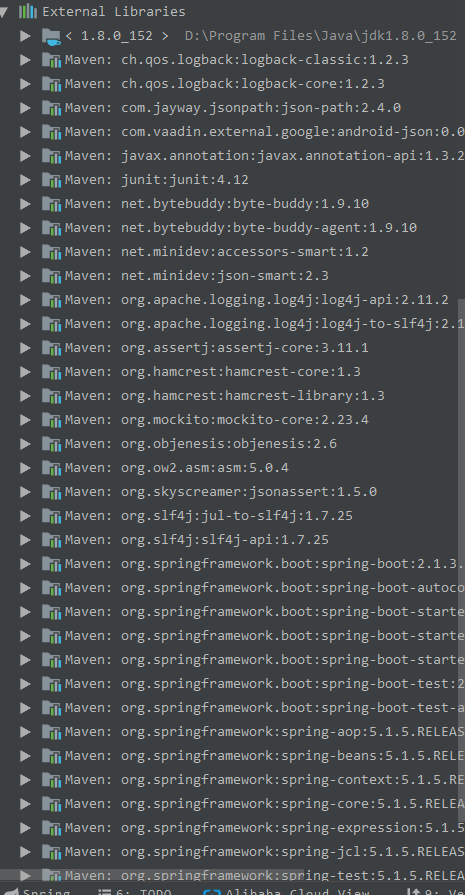 External Libraries
< 1.8.0_152 > D:\Program Files\Java\jdk1.8.0_152
Maven: ch.qos.logback:logback-classic:1.2.3
Maven: ch.qos.logback:logback-core:1.2.3
Maven: com.jayway.jsonpath:json-path:2.4.0
Maven: com.vaadin.external.google:android-json:0.0
Maven: javax.annotation:javax.annotation-api:1.3.2
Maven: junit:junit:4.12
Maven: net.bytebuddy:byte-buddy:1.9.10
Maven: net.bytebuddy:byte-buddy-agent:1.9.10
Maven: net.minidev:accessors-smart:1.2
Maven: net.minidev:json-smart:2.3
Maven: org.apache.logging.log4j:log4j-api:2.11.2
Maven: org.apache.logging.log4j:log4j-to-slf4j:2.1
Maven: org.assertj:assertj-core:3.11.1
Maven: org.hamcrest:hamcrest-core:1.3
Maven: org.hamcrest:hamcrest-library:1.3
Maven: org.mockito:mockito-core:2.23.4
Maven: org.objenesis:objenesis:2.6
Maven: org.ow2.asm:asm:5.0.4
Maven: org.skyscreamer:jsonassert:1.5.0
Maven: org.slf4j:jul-to-slf4j:1.7.25
Maven: org.slf4j:slf4j-api:1.7.25
Maven: org.springframework.boot:spring-boot:2.1.3.
Maven: org.springframework.boot:spring-boot-autoco
Maven: org.springframework.boot:spring-boot-starte
Maven: org.springframework.boot:spring-boot-starte
Maven: org.springframework.boot:spring-boot-starte
Maven: org.springframework.boot:spring-boot-test:2
Maven: org.springframework.boot:spring-boot-test-a
Maven: org.springframework:spring-aop:5.1.5.RELEAS
Maven: org.springframework:spring-beans:5.1.5.RELE
Maven: org.springframework:spring-context:5.1.5.RE
Maven: org.springframework:spring-core:5.1.5.RELEA
Maven: org.springframework:spring-expression:5.1.5
Maven: org.springframework:spring-jcl:5.1.5.RELEAS
Maven: org.springframework:spring-test:5.1.5.RELEA
Spring 6: TODO Alibaba Cloud View 9: Ve